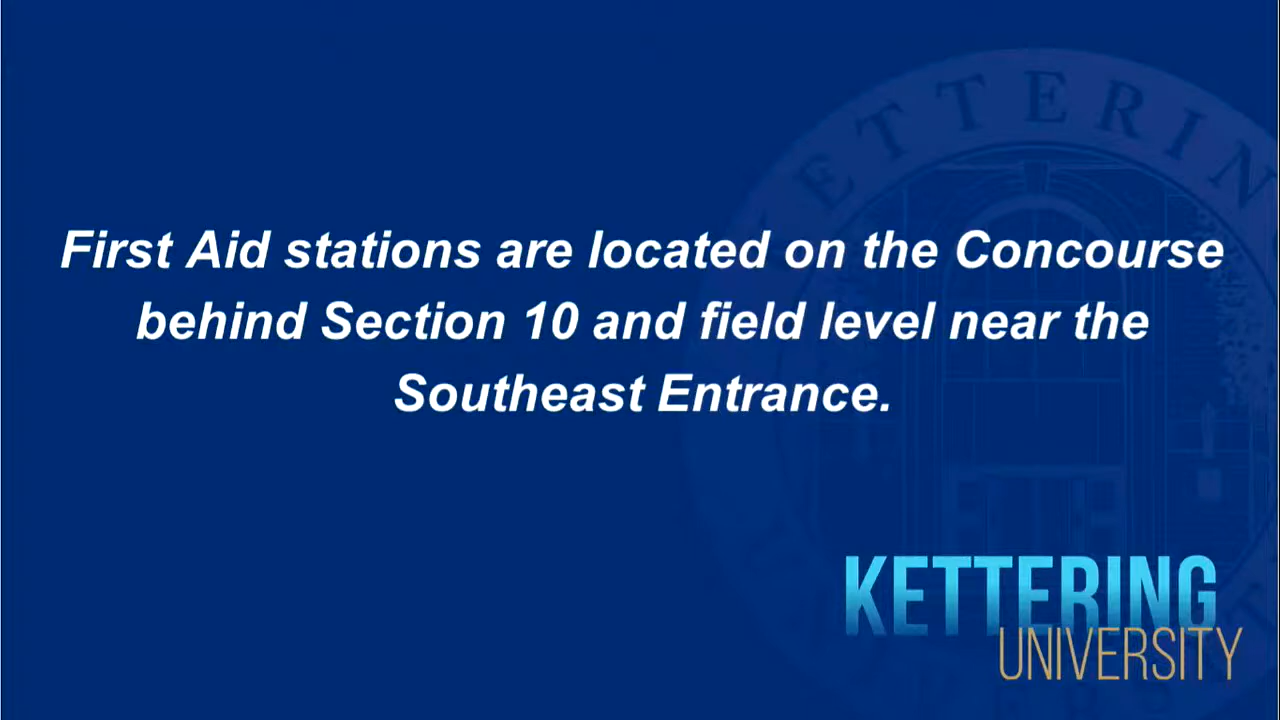 KETTERIN
First Aid stations are located on the Concourse
behind Section 10 and field level near the
Southeast Entrance.
KETTERING
UNIVERSITY